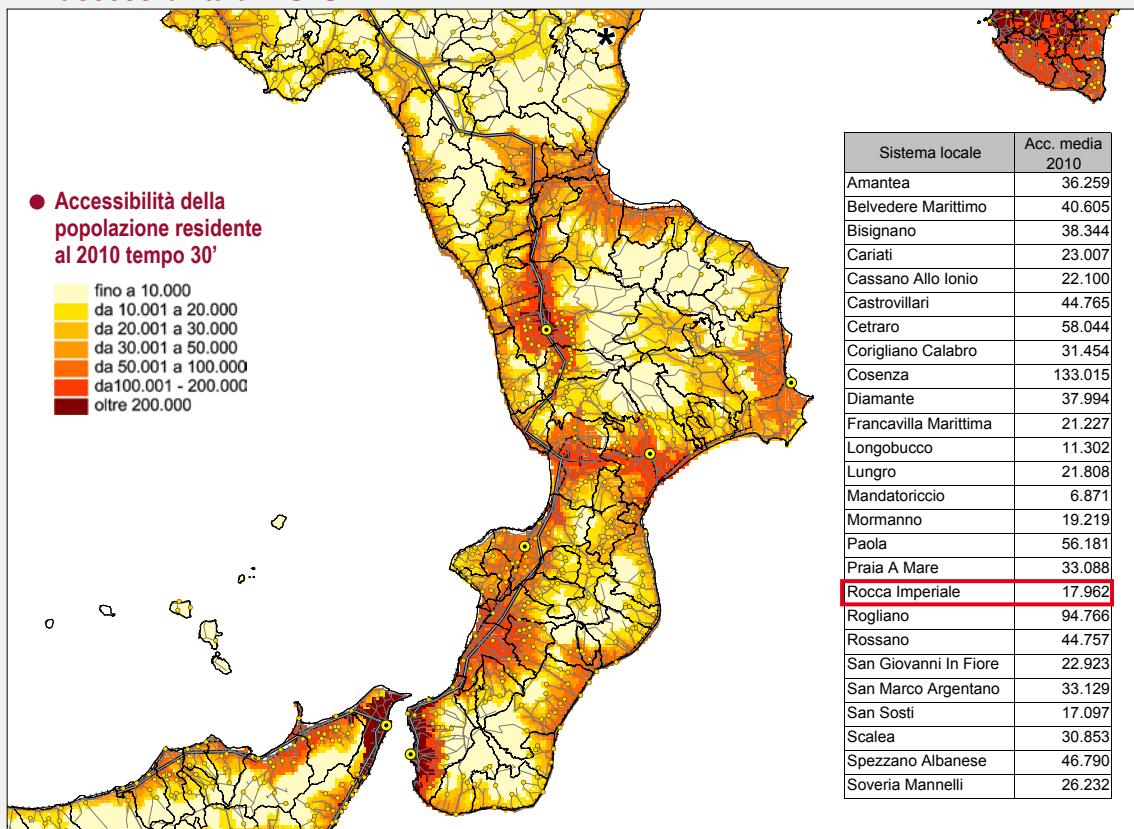 *
Accessibilità della
popolazione residente
al 2010 tempo 30'
fino a 10.000
da 10.001 a 20.000
da 20.001 a 30.000
da 30.001 a 50.000
da 50.001 a 100.000
da100.001 - 200.000
oltre 200.000
Sistema locale Acc. media 2010
Amantea 36.259
Belvedere Marittimo 40.605
Bisignano 38.344
Cariati 23.007
Cassano Allo Ionio 22.100
Castrovillari 44.765
Cetraro 58.044
Corigliano Calabro 31.454
Cosenza 133.015
Diamante 37.994
Francavilla Marittima 21.227
Longobucco 11.302
Lungro 21.808
Mandatoriccio 6.871
Mormanno 19.219
Paola 56.181
Praia A Mare 33.088
Rocca Imperiale 17.962
Rogliano 94.766
Rossano 44.757
San Giovanni In Fiore 22.923
San Marco Argentano 33.129
San Sosti 17.097
Scalea 30.853
Spezzano Albanese 46.790
Soveria Mannelli 26.232